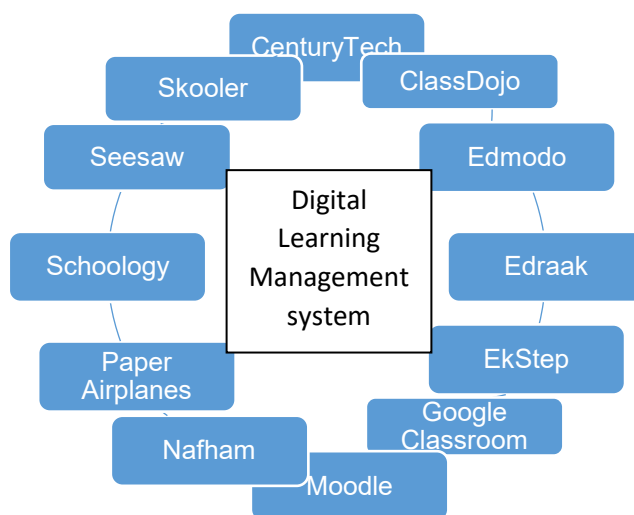 CenturyTech
ClassDojo
Edmodo
Edraak
EkStep
Google
Classroom
Moodle
Nafham
Paper
Airplanes
Schoology
Seesaw
Skooler
Digital
Learning
Management
system